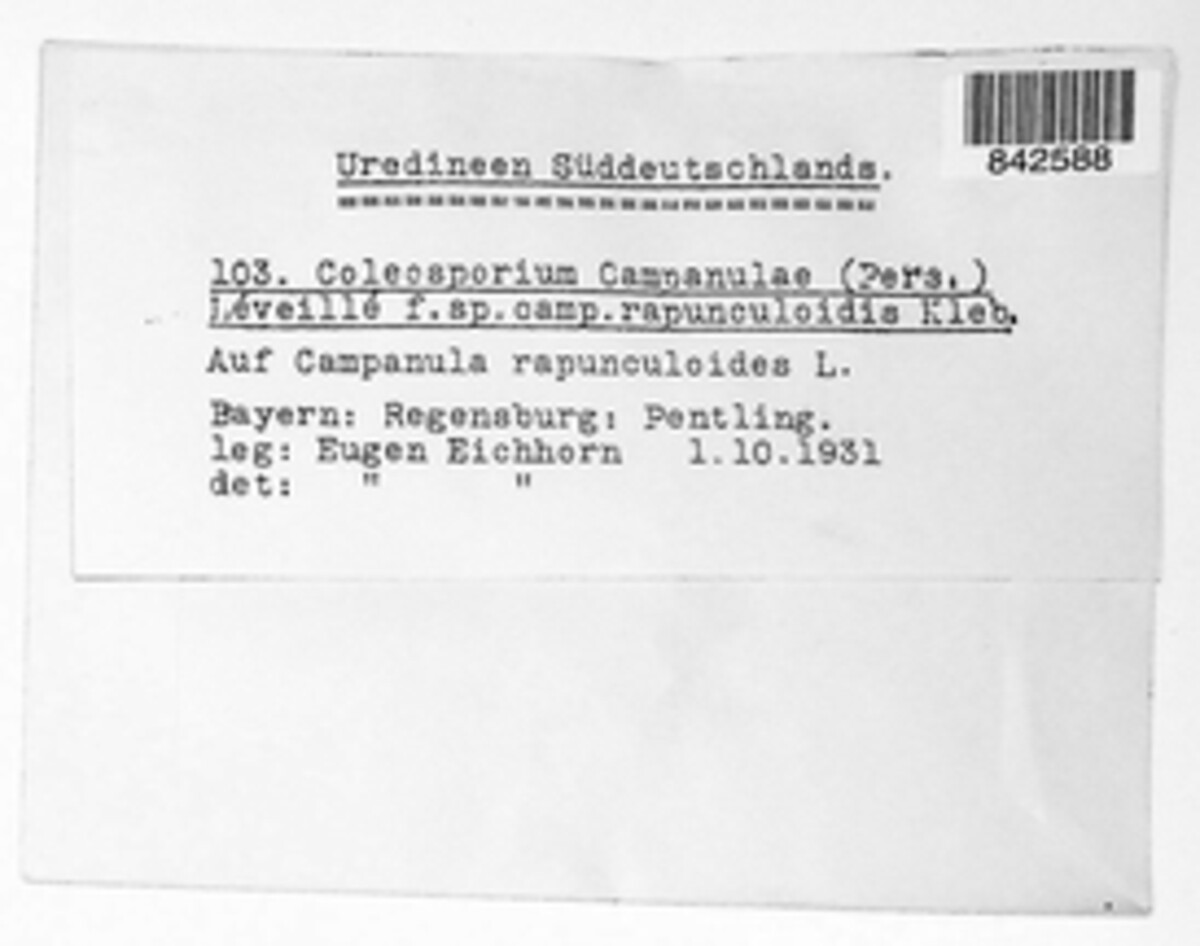 842588
Uredineen Süddeutschlands.
103. Coleosporium Campanulae (Pers.)
Léveillé f.sp.camp.rapunculoidis Kleb.
Auf Campanula rapunculoides L.
Bayern: Regensburg: Pentling.
leg: Eugen Eichhorn 1.10.1931
det: " "